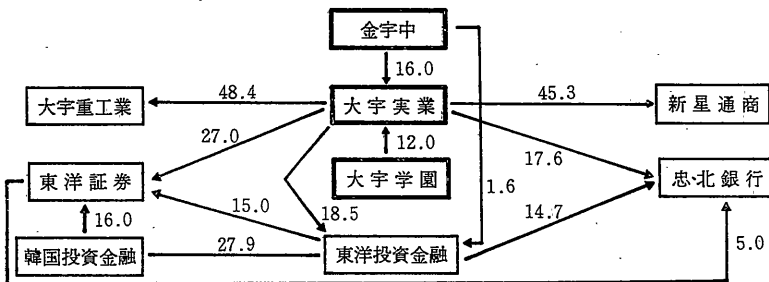 金宇中
16.0
48.4
45.3
大宇重工業
大宇実業
新星通商
27.0
12.0
17.6
東洋証券
大宇学園
忠北銀行
1.6
15.0
18.5
14.7
16.0
5.0
27.9
韓国投資金融
東洋投資金融